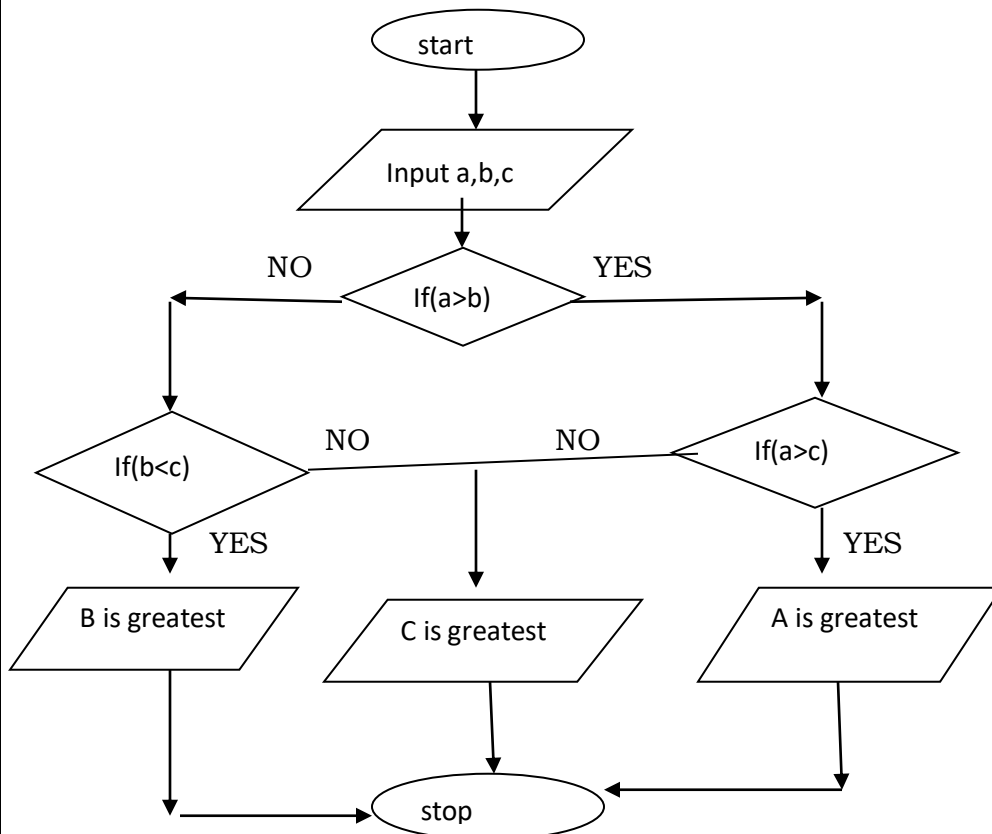 start
Input a,b,c
NO
YES
If(a>b)
NO
NO
If(b<c)
If(a>c)
YES
YES
B is greatest
C is greatest
A is greatest
stop